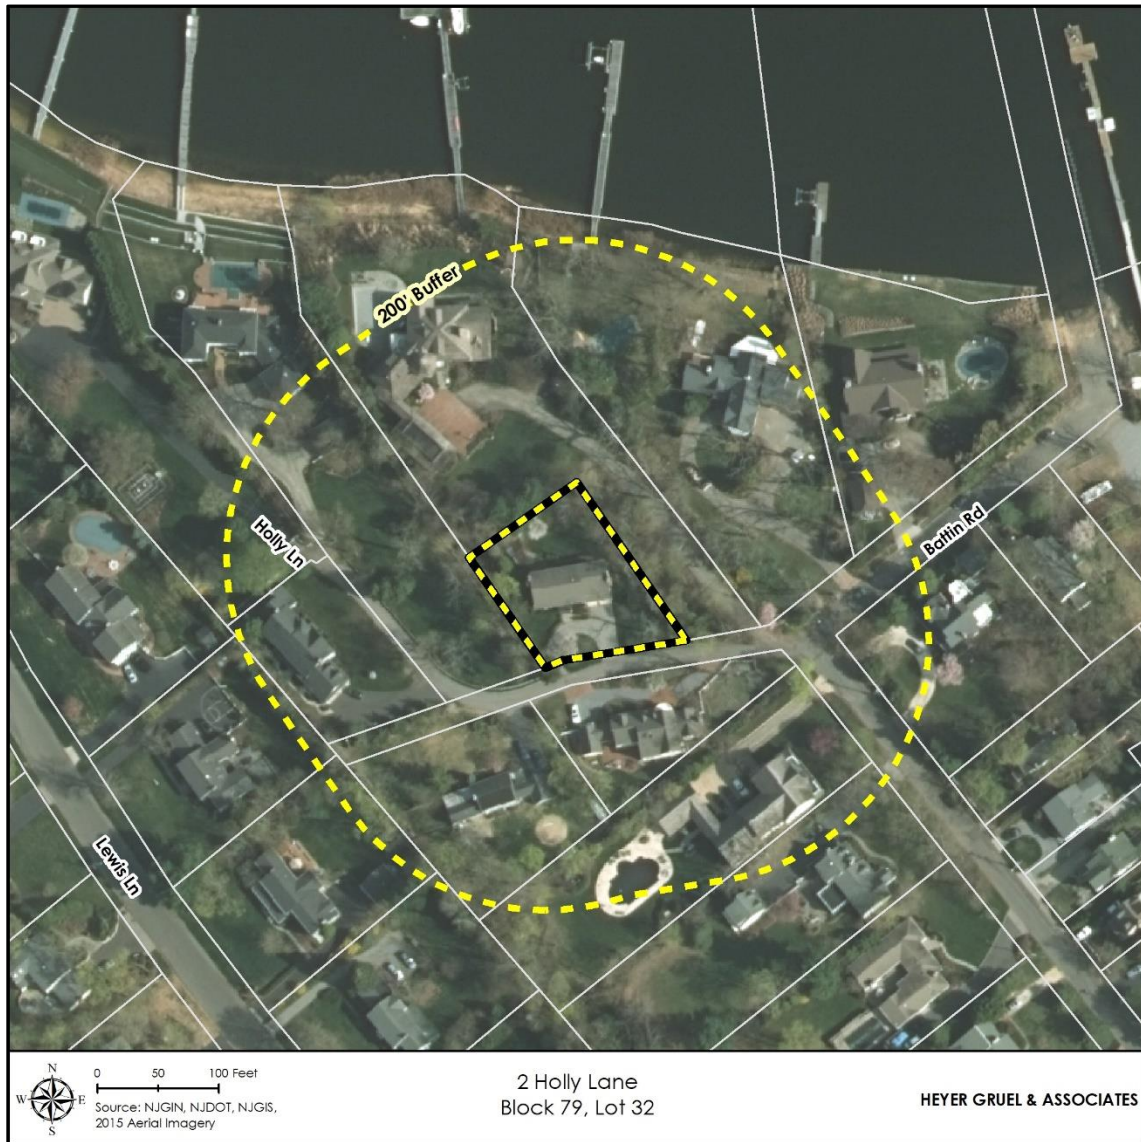 200' Buffer
Holly Ln
Battin Rd
Lewis Ln
N
W E
S
0 50 100 Feet
Source: NJGIN, NJDOT, NJGIS,
2015 Aerial Imagery
2 Holly Lane
Block 79, Lot 32
HEYER GRUEL & ASSOCIATES